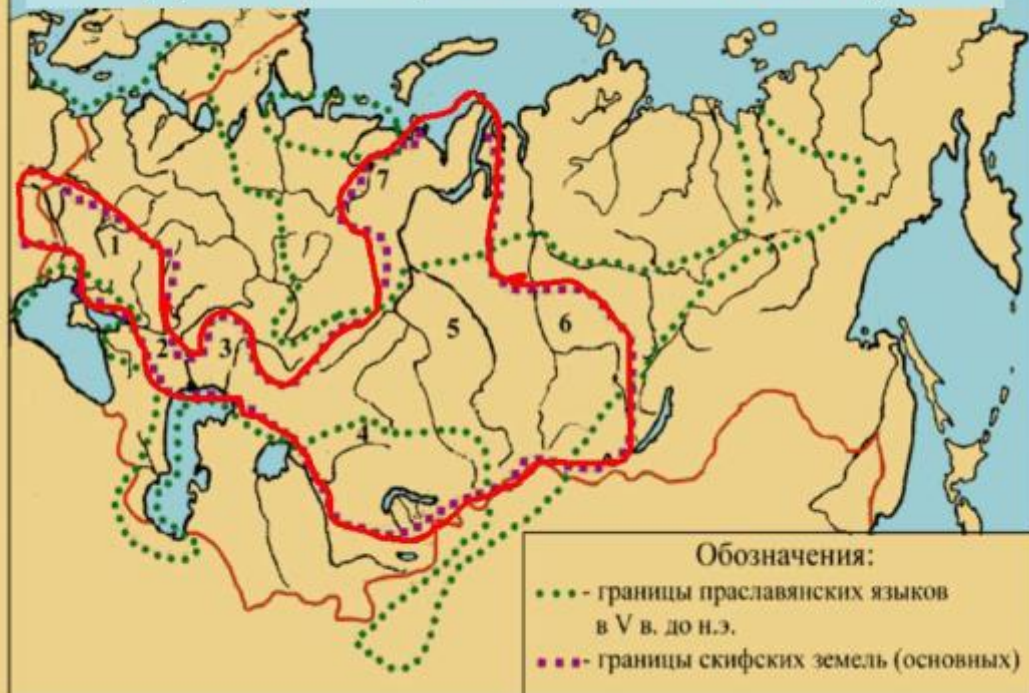 1
2
3
4
5
6
7
Обозначения:
- границы праславянских языков
в V в. до н.э.
- границы скифских земель (основных)